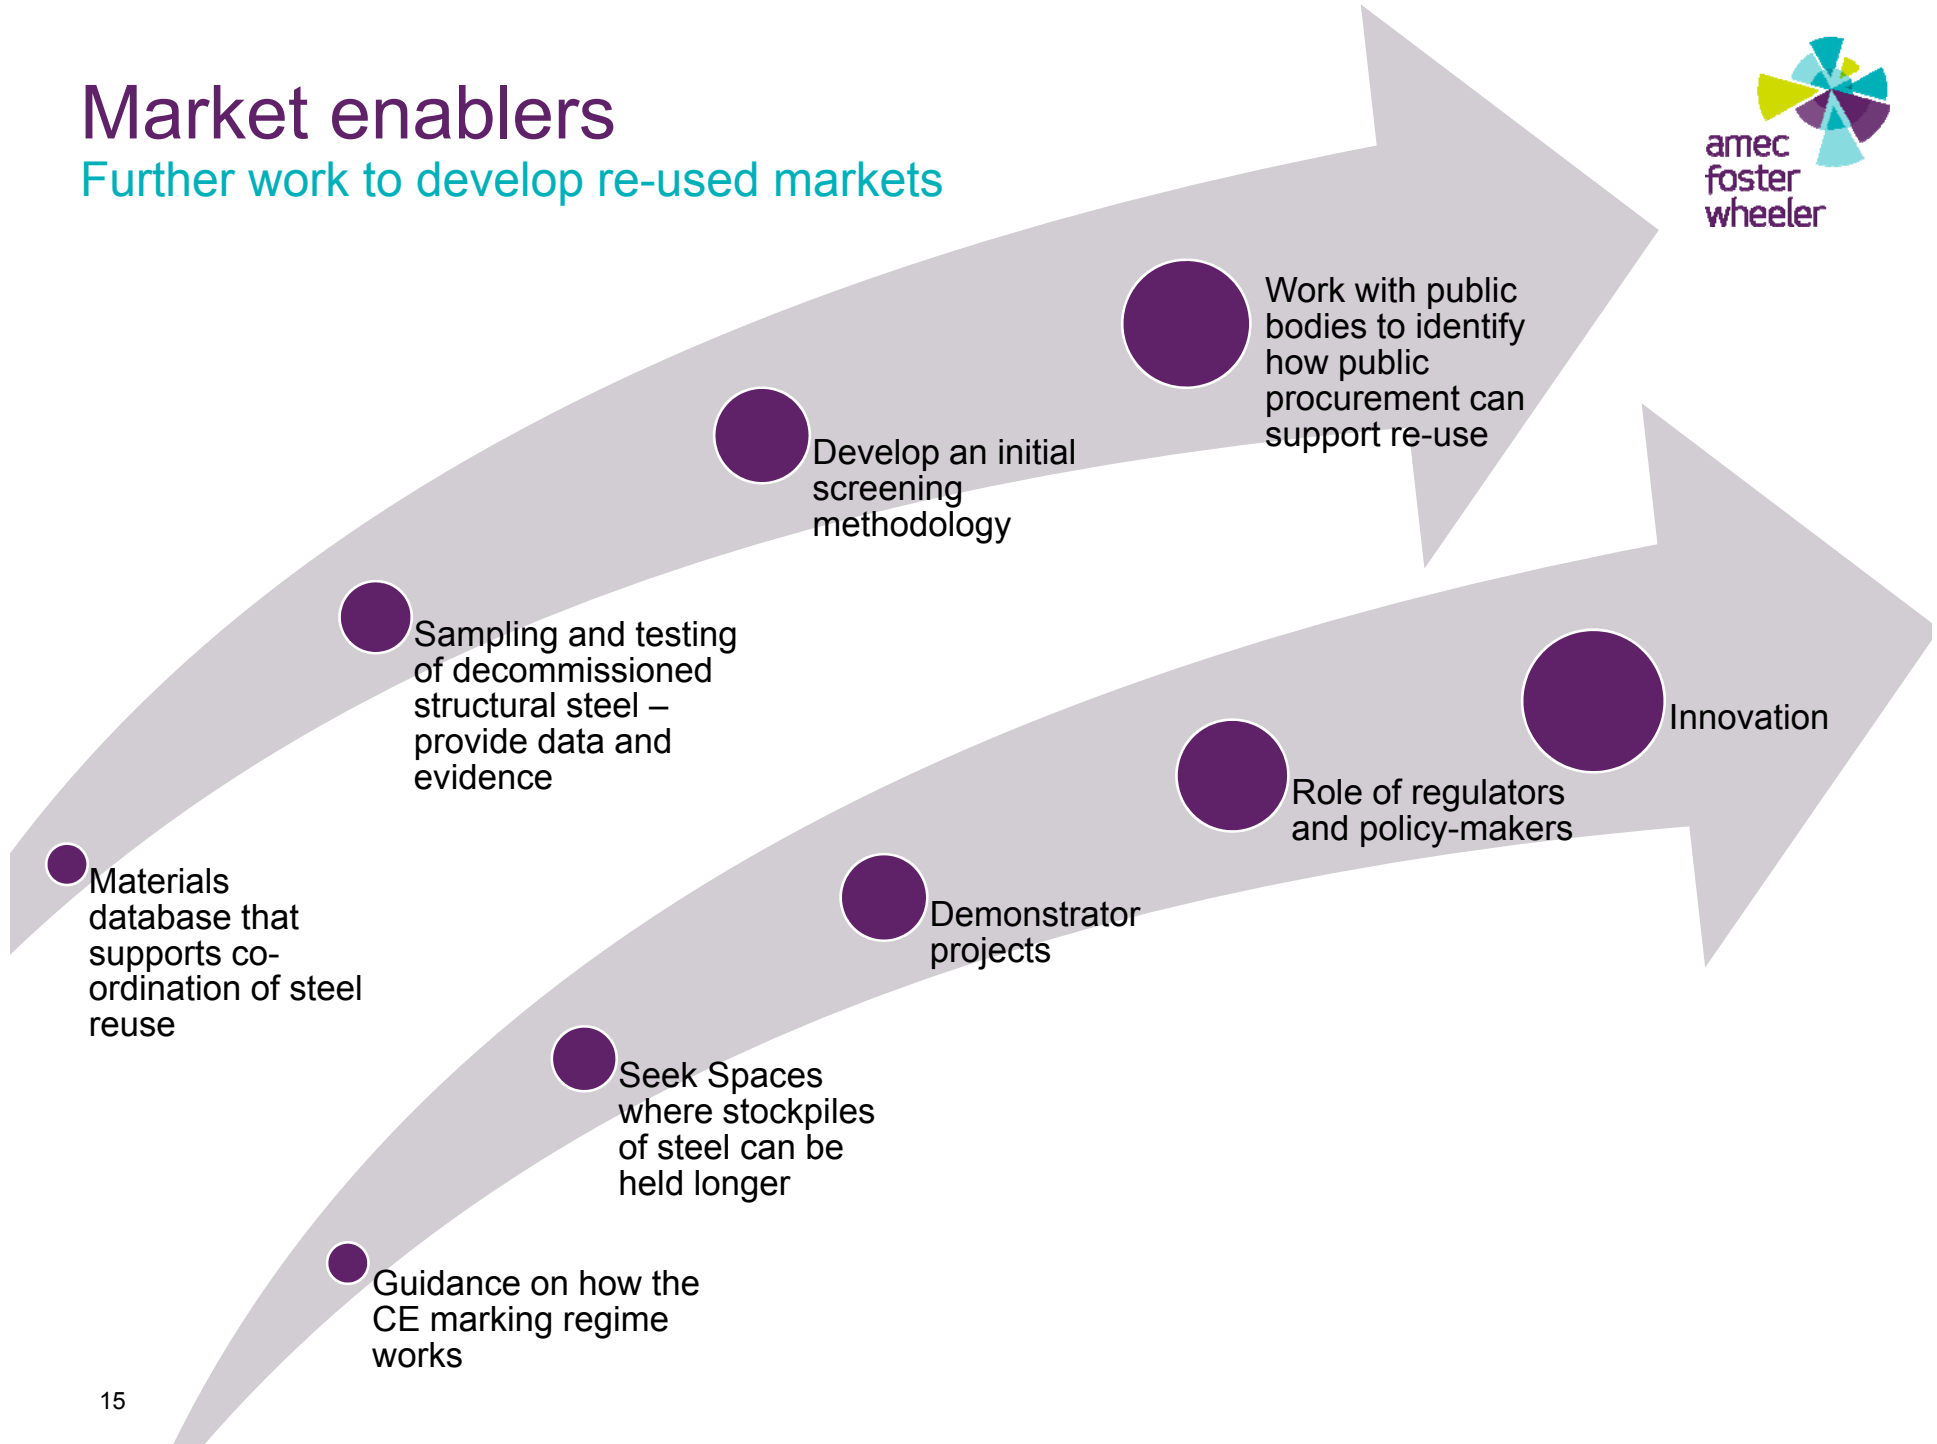 Market enablers
Further work to develop re-used markets
amec
foster
wheeler
Work with public
bodies to identify
how public
procurement can
support re-use
Develop an initial
screening
methodology
Sampling and testing
of decommissioned
structural steel –
provide data and
evidence
Materials
database that
supports co-
ordination of steel
reuse
Innovation
Role of regulators
and policy-makers
Demonstrator
projects
Seek Spaces
where stockpiles
of steel can be
held longer
Guidance on how the
CE marking regime
works
15